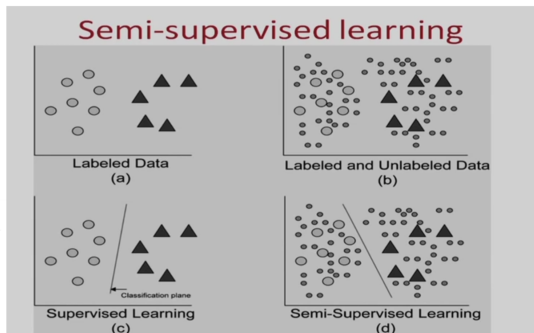 Semi-supervised learning
Labeled Data
(a)
Labeled and Unlabeled Data
(b)
Classification plane
Supervised Learning
(c)
Semi-Supervised Learning
(d)